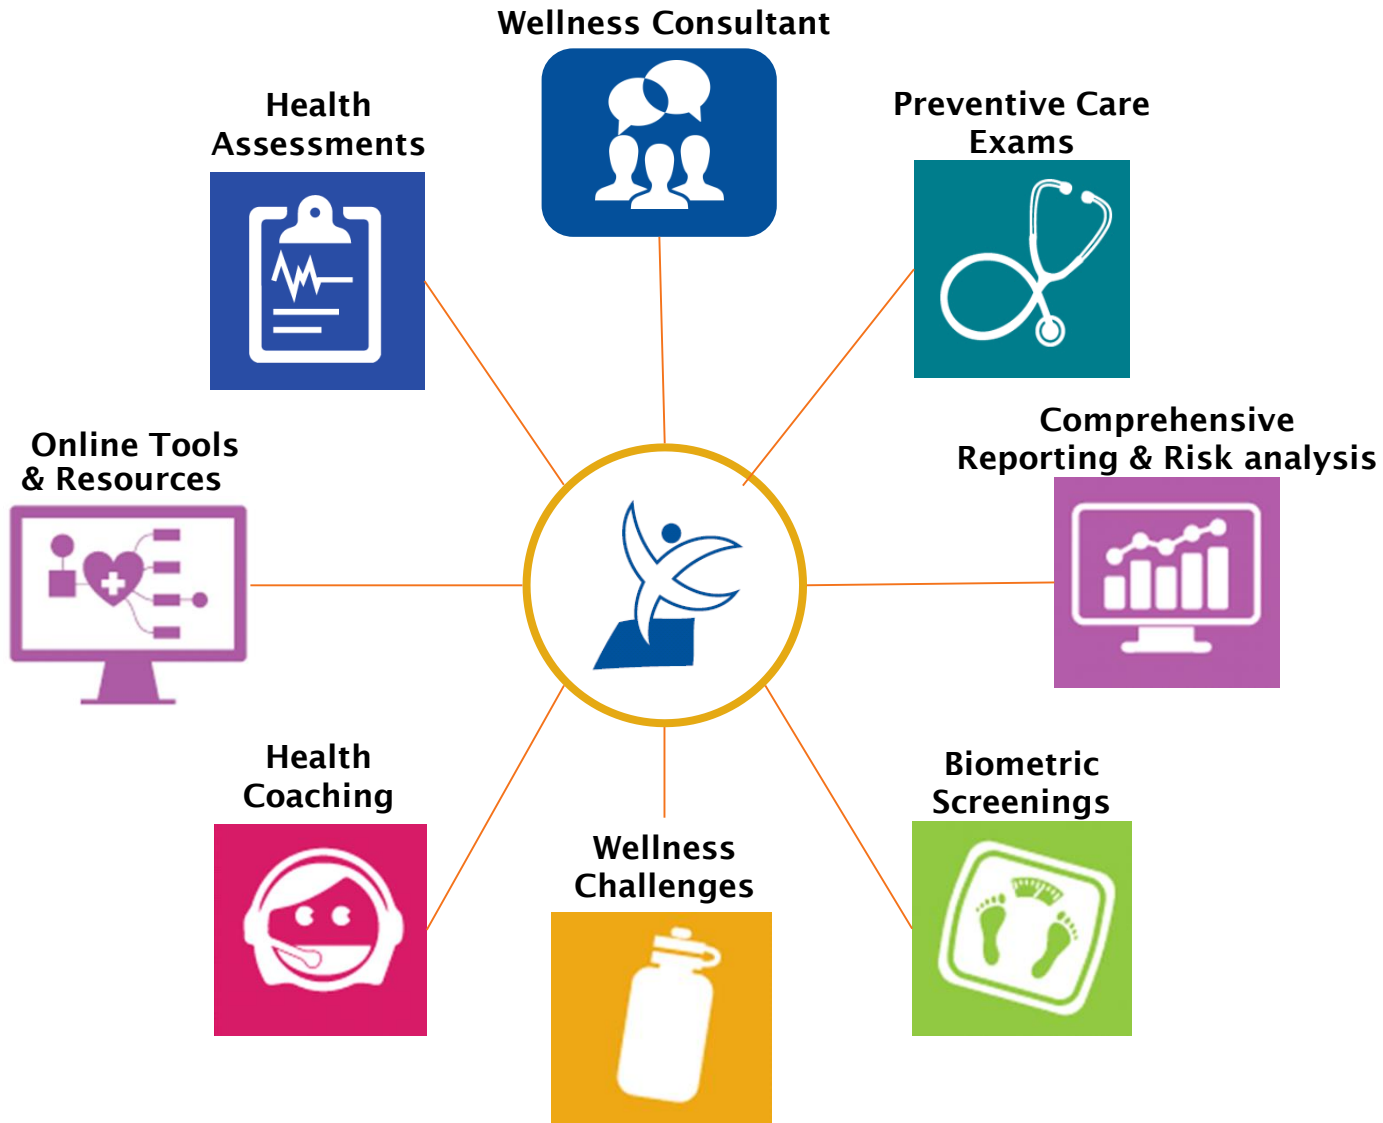 Wellness Consultant
Health
Assessments
Preventive Care
Exams
Online Tools
& Resources
Comprehensive
Reporting & Risk analysis
Health
Coaching
Wellness
Challenges
Biometric
Screenings